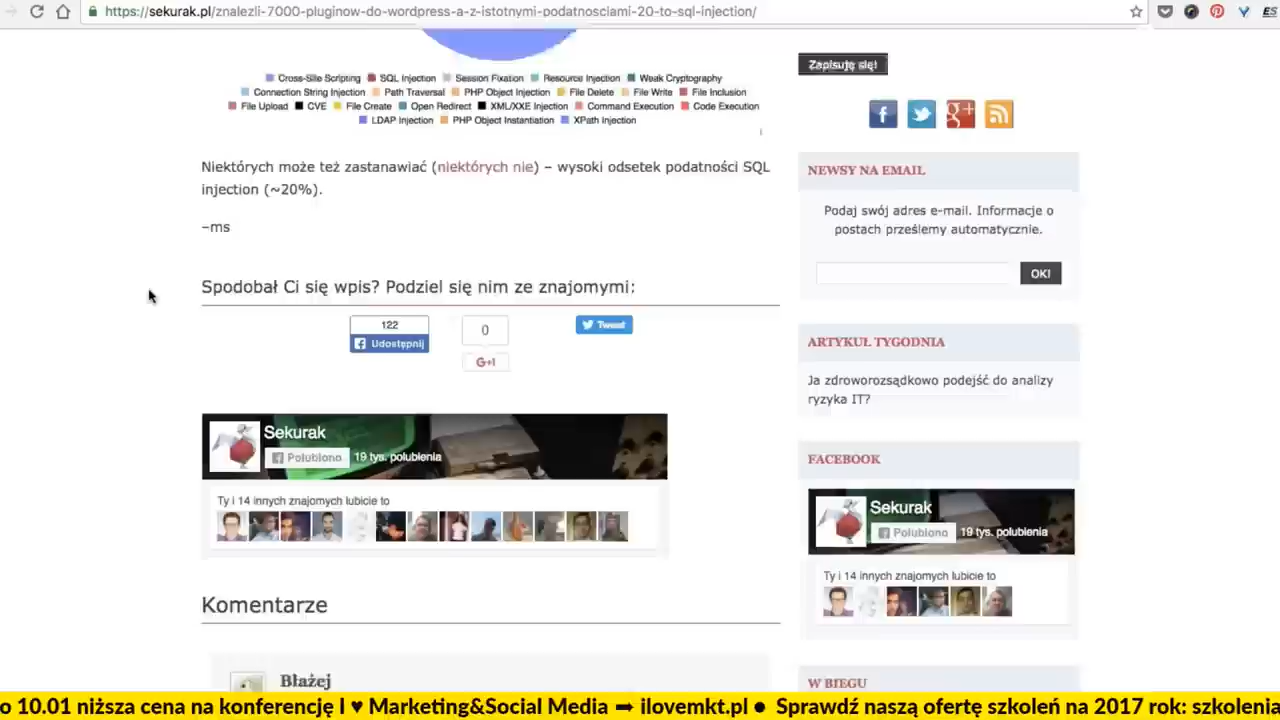 https://sekurak.pl/znalezli-7000-pluginow-do-wordpress-a-z-istotnymi-podatnosciami-20-to-sql-injection/
ES
Cross-Site Scripting SQL Injection Session Fixation Resource Injection Weak Cryptography
Connection String Injection Path Traversal PHP Object Injection File Delete File Write File Inclusion
File Upload CVE File Create Open Redirect XML/XXE Injection Command Execution Code Execution
LDAP Injection PHP Object Instantiation XPath Injection
Niektórych może też zastanawiać (niektórych nie) – wysoki odsetek podatności SQL
injection (~20%).
–ms
Spodobał Ci się wpis? Podziel się nim ze znajomymi:
122
Udostępnij
0
G+1
Tweet
Sekurak
Polubiono 19 tys. polubienia
Ty i 14 innych znajomych lubicie to
Komentarze
Błażej
Zapisuję się!
NEWSY NA EMAIL
Podaj swój adres e-mail. Informacje o
postach prześlemy automatycznie.
OK!
ARTYKUŁ TYGODNIA
Ja zdroworozsądkowo podejść do analizy
ryzyka IT?
FACEBOOK
Sekurak
Polubiono 19 tys. polubienia
Ty i 14 innych znajomych lubicie to
W BIEGU
o 10.01 niższa cena na konferencję I ♥ Marketing&Social Media ➡ ilovemkt.pl ● Sprawdź naszą ofertę szkoleń na 2017 rok: szkolenia